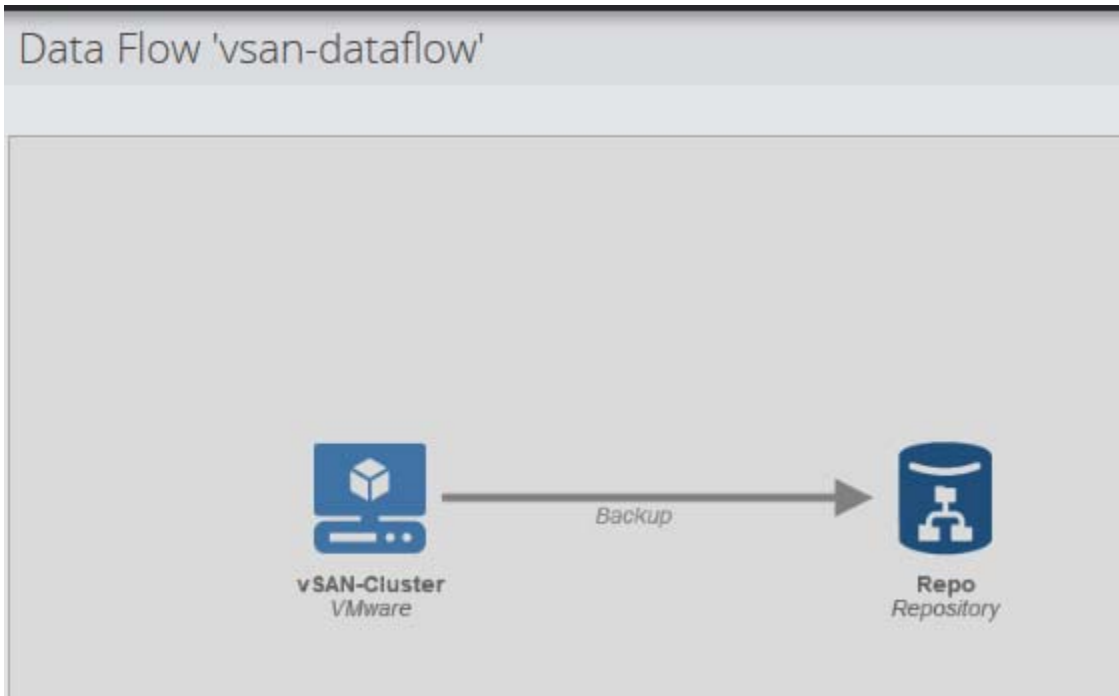 Data Flow 'vsan-dataflow'
Backup
vSAN-Cluster
VMware
Repo
Repository